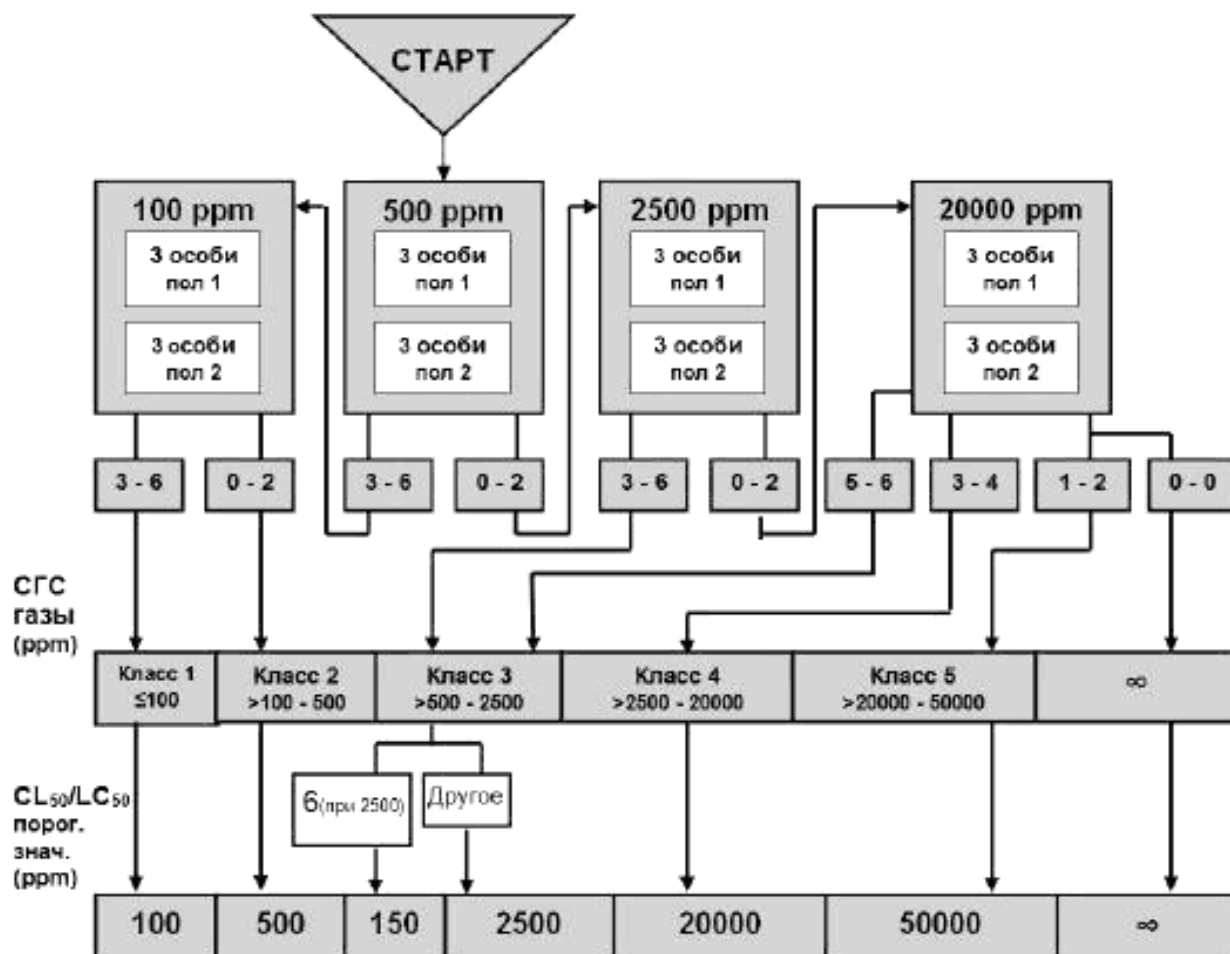 СТАРТ
100 ppm
3 особи
пол 1
3 особи
пол 2
500 ppm
3 особи
пол 1
3 особи
пол 2
2500 ppm
3 особи
пол 1
3 особи
пол 2
20000 ppm
3 особи
пол 1
3 особи
пол 2
3 - 6
0 - 2
3 - 6
0 - 2
3 - 6
0 - 2
5 - 6
3 - 4
1 - 2
0 - 0
СГС
газы
(ppm)
Класс 1
≤100
Класс 2
>100 - 500
Класс 3
>500 - 2500
Класс 4
>2500 - 20000
Класс 5
>20000 - 50000
∞
6(при 2500)
Другое
CL50/LC50
порог.
знач.
(ppm)
100
500
150
2500
20000
50000
∞